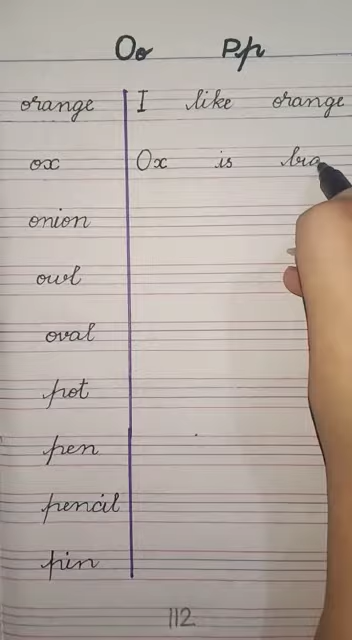 Oo Pp
orange I like orange
ox Ox is
onion
owl
oval
pot
pen
pencil
pin
112